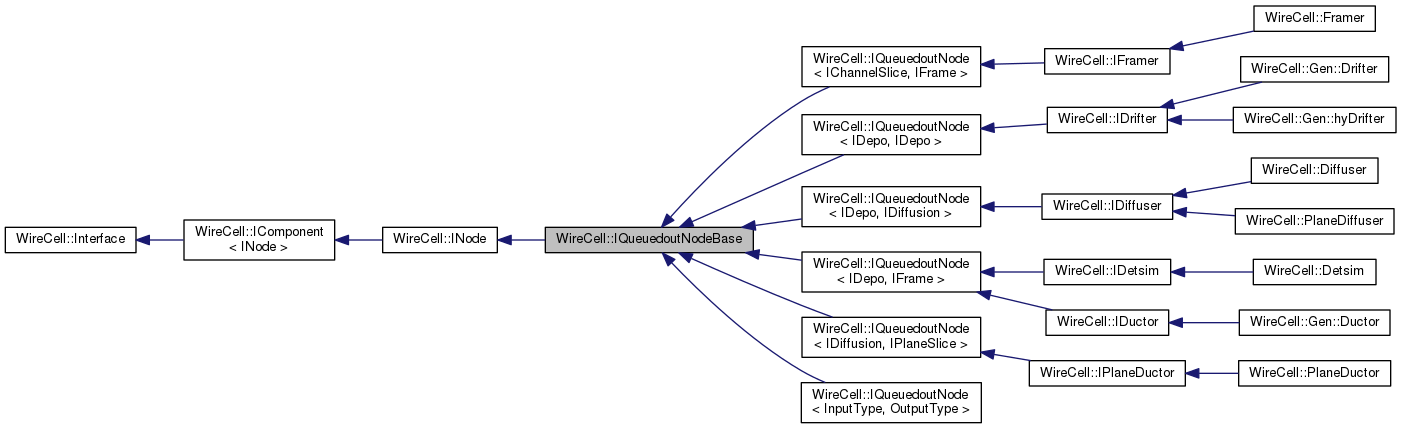 WireCell::Interface
WireCell::IComponent
< INode >
WireCell::INode
WireCell::IQueuedoutNodeBase
WireCell::IQueuedoutNode
< IChannelSlice, IFrame >
WireCell::IFramer
WireCell::Framer
WireCell::IQueuedoutNode
< IDepo, IDepo >
WireCell::IDrifter
WireCell::Gen::Drifter
WireCell::Gen::hyDrifter
WireCell::IQueuedoutNode
< IDepo, IDiffusion >
WireCell::IDiffuser
WireCell::Diffuser
WireCell::PlaneDiffuser
WireCell::IQueuedoutNode
< IDepo, IFrame >
WireCell::IDetsim
WireCell::Detsim
WireCell::IDuctor
WireCell::Gen::Ductor
WireCell::IQueuedoutNode
< IDiffusion, IPlaneSlice >
WireCell::IPlaneDuctor
WireCell::PlaneDuctor
WireCell::IQueuedoutNode
< InputType, OutputType >